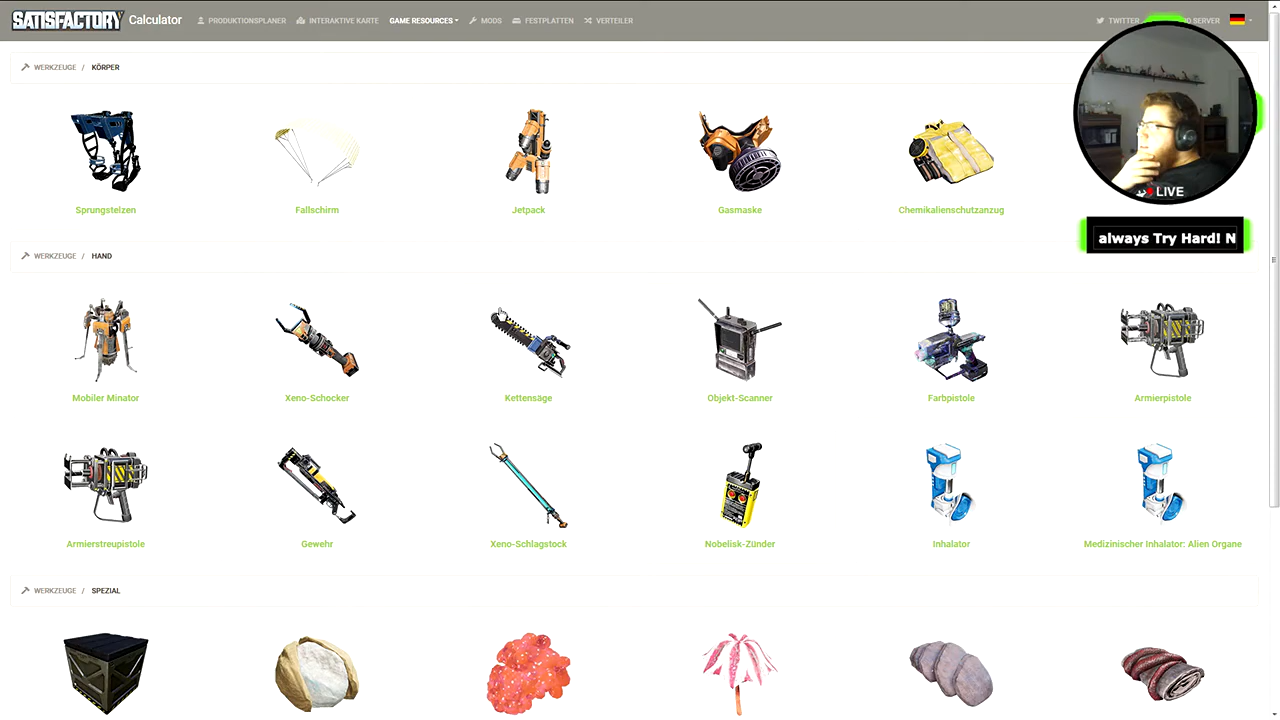 SATISFACTORY Calculator
PRODUKTIONSPLANER
INTERAKTIVE KARTE
GAME RESOURCES
MODS
FESTPLATTEN
VERTEILER
TWITTER
SERVER
WERKZEUGE / KÖRPER
Sprungstelzen
Fallschirm
Jetpack
Gasmaske
Chemikalienschutzanzug
LIVE
always Try Hard! N
WERKZEUGE / HAND
Mobiler Minator
Xeno-Schocker
Kettensäge
Objekt-Scanner
Farbpistole
Armierpistole
Armierstreupistole
Gewehr
Xeno-Schlagstock
Nobelisk-Zünder
Inhalator
Medizinischer Inhalator: Alien Organe
WERKZEUGE / SPEZIAL